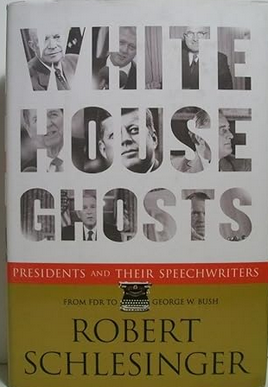 WHITE
HOUSE
GHOSTS
PRESIDENTS AND THEIR SPEECHWRITERS
FROM FDR TO GEORGE W. BUSH
ROBERT
SCHLESINGER